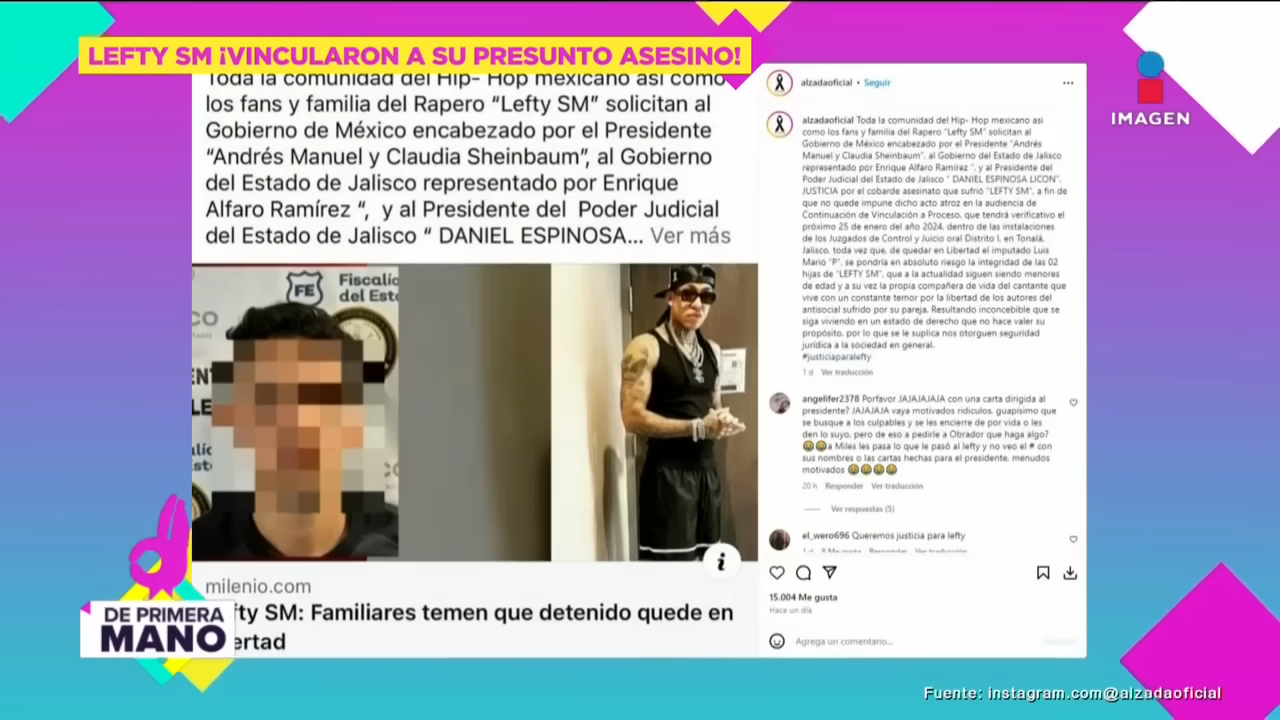 LEFTY SM ¡VINCULARON A SU PRESUNTO ASESINO!
IMAGEN
Toda la comunidad del Hip- Hop mexicano así como
los fans y familia del Rapero “Lefty SM” solicitan al
Gobierno de México encabezado por el Presidente
“Andrés Manuel y Claudia Sheinbaum”, al Gobierno
del Estado de Jalisco representado por Enrique
Alfaro Ramírez “, y al Presidente del Poder Judicial
del Estado de Jalisco “ DANIEL ESPINOSA... Ver más
FE
Fiscalía
del Esta
milenio.com
fty SM: Familiares temen que detenido quede en
ertad
alzadaoficial • Seguir
alzadaoficial Toda la comunidad del Hip- Hop mexicano así
como los fans y familia del Rapero "Lefty SM" solicitan al
Gobierno de México encabezado por el Presidente "Andrés
Manuel y Claudia Sheinbaum", al Gobierno del Estado de Jalisco
representado por Enrique Alfaro Ramírez ", y al Presidente del
Poder Judicial del Estado de Jalisco " DANIEL ESPINOSA LICON",
JUSTICIA por el cobarde asesinato que sufrió "LEFTY SM", a fin de
que no quede impune dicho acto atroz en la audiencia de
Continuación de Vinculación a Proceso, que tendrá verificativo el
próximo 25 de enero del año 2024, dentro de las instalaciones
de los Juzgados de Control y Juicio oral Distrito I, en Tonalá,
Jalisco, toda vez que, de quedar en Libertad el imputado Luis
Mario "P", se pondría en absoluto riesgo la integridad de las 02
hijas de "LEFTY SM", que a la actualidad siguen siendo menores
de edad y a su vez la propia compañera de vida del cantante que
vive con un constante temor por la libertad de los autores del
antisocial sufrido por su pareja. Resultando inconcebible que se
siga viviendo en un estado de derecho que no hace valer su
propósito, por lo que se le suplica nos otorguen seguridad
jurídica a la sociedad en general.
#justiciaparalefty
1 d Ver traducción
angelifer2378 Porfavor JAJAJAJAJA con una carta dirigida al
presidente? JAJAJAJA vaya motivados ridículos, guapísimo que
se busque a los culpables y se les encierre de por vida o les
den lo suyo, pero de eso a pedirle a Obrador que haga algo?
a Miles les pasa lo que le pasó al lefty y no veo el # con
sus nombres o las cartas hechas para el presidente, menudos
motivados
20 h Responder Ver traducción
Ver respuestas (5)
el_wero696 Queremos justicia para lefty
1 d 8 Me gusta Responder Ver traducción
15.004 Me gusta
Hace un día
Agrega un comentario...
DE PRIMERA
MANO
Fuente: instagram.com@alzadaoficial